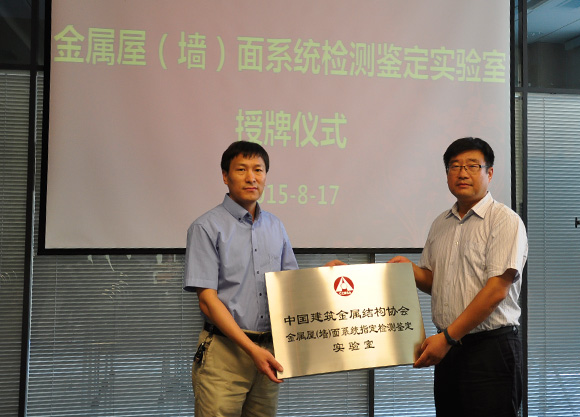 金属屋（墙）面系统检测鉴定实验室
授牌仪式
015-8-17
中国建筑金属结构协会
金属屋(墙)面系统指定检测鉴定
实验室